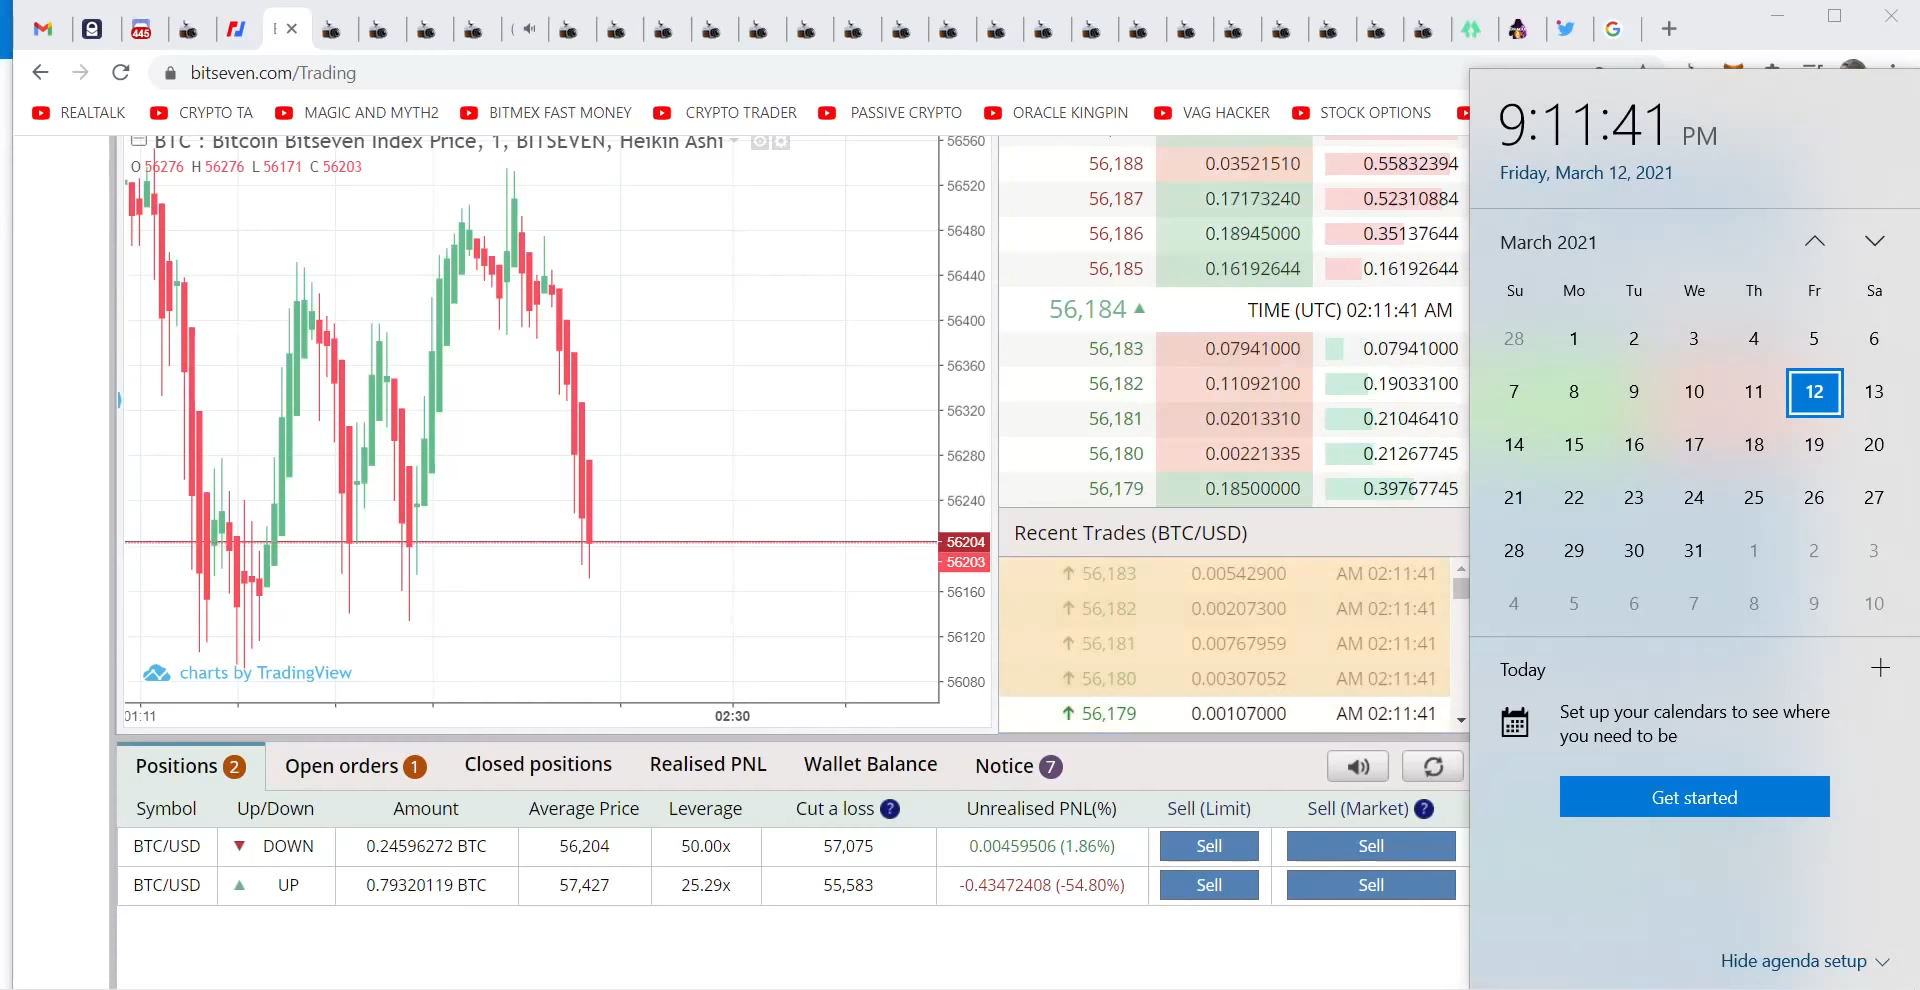 445
bitseven.com/Trading
REALTALK CRYPTO TA MAGIC AND MYTH2 BITMEX FAST MONEY CRYPTO TRADER PASSIVE CRYPTO ORACLE KINGPIN VAG HACKER STOCK OPTIONS
BTC : Bitcoin Bitseven Index Price, 1, BITSEVEN, Heikin Ashi
O 56276 H 56276 L 56171 C 56203
56560
56520
56480
56440
56400
56360
56320
56280
56240
56204
56203
56160
56120
56080
charts by TradingView
01:11 02:30
56,188 0.03521510 0.55832394
56,187 0.17173240 0.52310884
56,186 0.18945000 0.35137644
56,185 0.16192644 0.16192644
56,184 TIME (UTC) 02:11:41 AM
56,183 0.07941000 0.07941000
56,182 0.11092100 0.19033100
56,181 0.02013310 0.21046410
56,180 0.00221335 0.21267745
56,179 0.18500000 0.39767745
Recent Trades (BTC/USD)
56,183 0.00542900 AM 02:11:41
56,182 0.00207300 AM 02:11:41
56,181 0.00767959 AM 02:11:41
56,180 0.00307052 AM 02:11:41
56,179 0.00107000 AM 02:11:41
Positions 2 Open orders 1 Closed positions Realised PNL Wallet Balance Notice 7
Symbol Up/Down Amount Average Price Leverage Cut a loss ? Unrealised PNL(%) Sell (Limit) Sell (Market) ?
BTC/USD DOWN 0.24596272 BTC 56,204 50.00x 57,075 0.00459506 (1.86%) Sell Sell
BTC/USD UP 0.79320119 BTC 57,427 25.29x 55,583 -0.43472408 (-54.80%) Sell Sell
9:11:41 PM
Friday, March 12, 2021
March 2021
Su Mo Tu We Th Fr Sa
28 1 2 3 4 5 6
7 8 9 10 11 12 13
14 15 16 17 18 19 20
21 22 23 24 25 26 27
28 29 30 31 1 2 3
4 5 6 7 8 9 10
Today
Set up your calendars to see where
you need to be
Get started
Hide agenda setup